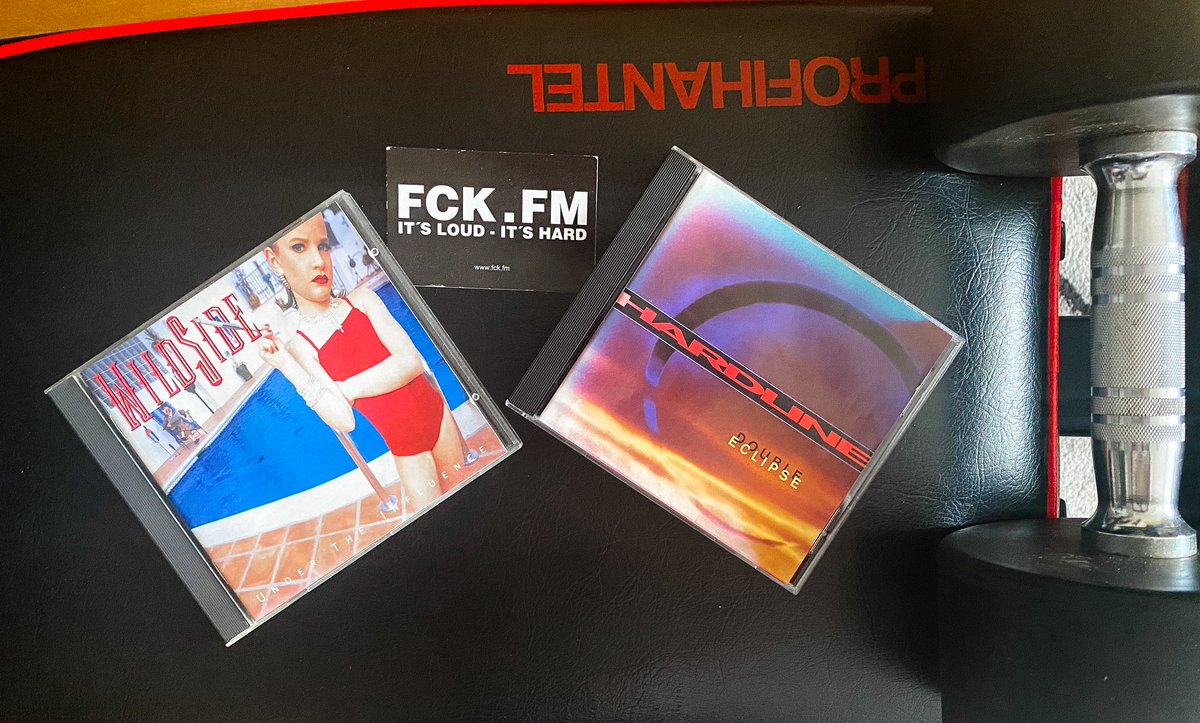 PROFIHANTEL
FCK.FM
IT´S LOUD - IT´S HARD
www.fck.fm
WILDSIDE
UNDER THE INFLUENCE
HARDLINE
DOUBLE
ECLIPSE